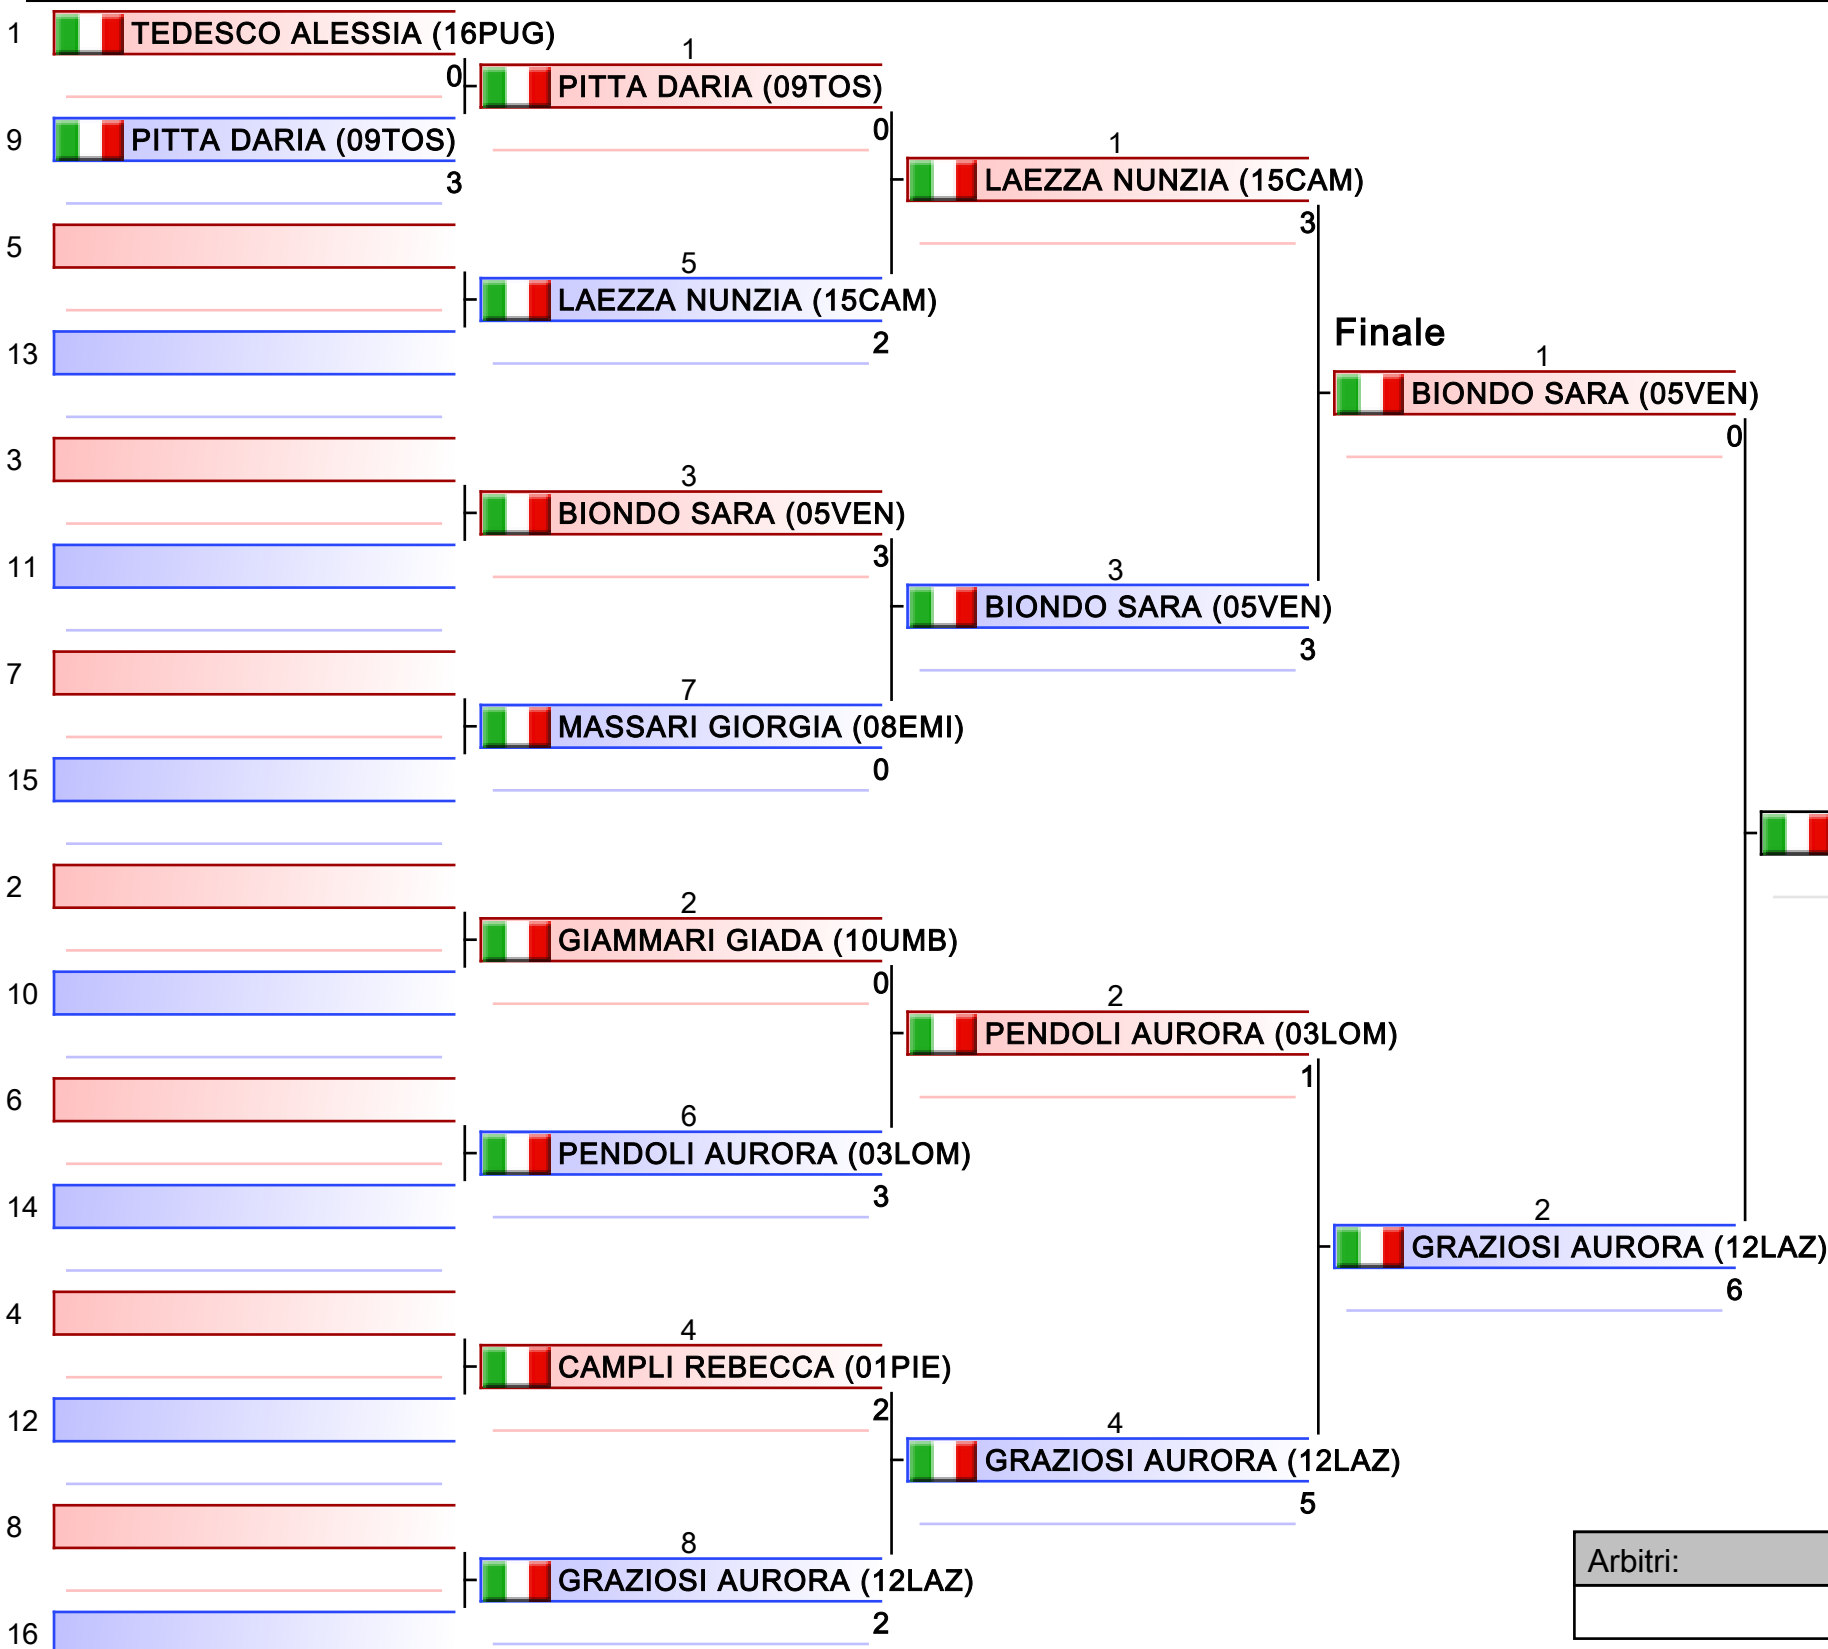 1 TEDESCO ALESSIA (16PUG)
0
9 PITTA DARIA (09TOS)
3
5
13
3
11
7
15
2
10
6
14
4
12
8
16
1
PITTA DARIA (09TOS)
0
5
LAEZZA NUNZIA (15CAM)
2
3
BIONDO SARA (05VEN)
3
7
MASSARI GIORGIA (08EMI)
0
2
GIAMMARI GIADA (10UMB)
0
6
PENDOLI AURORA (03LOM)
3
4
CAMPLI REBECCA (01PIE)
2
8
GRAZIOSI AURORA (12LAZ)
2
1
LAEZZA NUNZIA (15CAM)
3
3
BIONDO SARA (05VEN)
3
2
PENDOLI AURORA (03LOM)
1
4
GRAZIOSI AURORA (12LAZ)
5
Finale
1
BIONDO SARA (05VEN)
0
2
GRAZIOSI AURORA (12LAZ)
6
Arbitri: